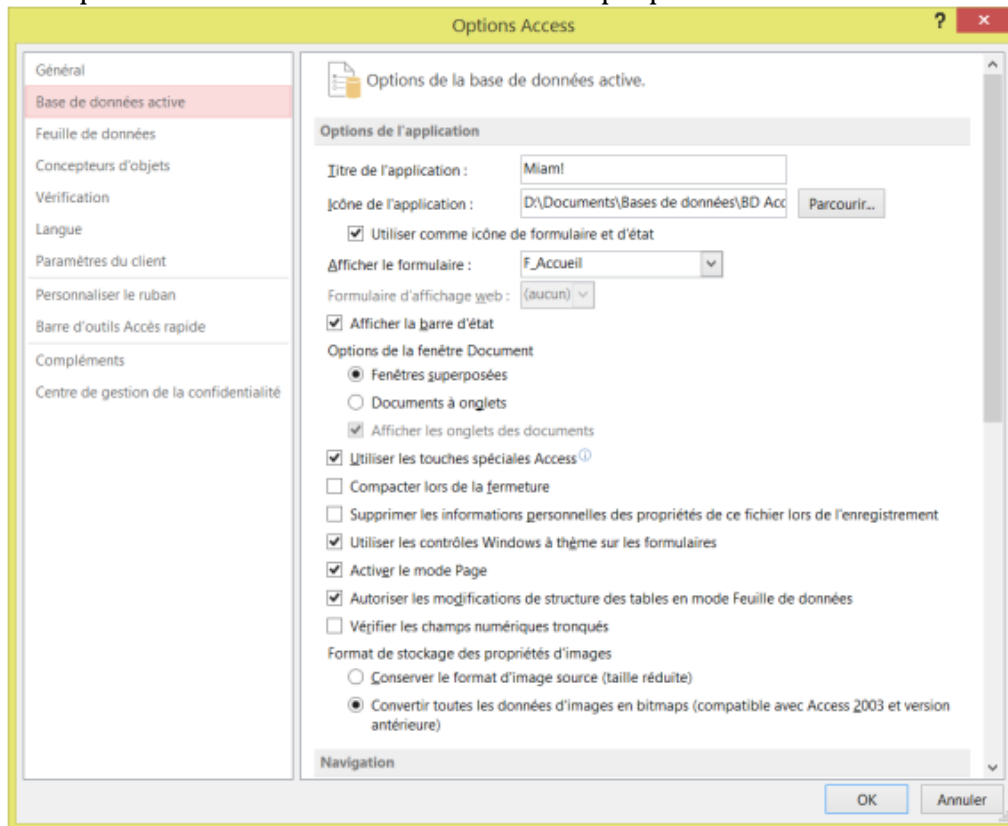 Options Access
?
×
Général
Base de données active
Feuille de données
Concepteurs d'objets
Vérification
Langue
Paramètres du client
Personnaliser le ruban
Barre d'outils Accès rapide
Compléments
Centre de gestion de la confidentialité
Options de la base de données active.
Options de l'application
Titre de l'application : Miam!
Icône de l'application : D:\Documents\Bases de données\BD Acc Parcourir...
Utiliser comme icône de formulaire et d'état
Afficher le formulaire : F_Accueil
Formulaire d'affichage web : (aucun)
Afficher la barre d'état
Options de la fenêtre Document
Fenêtres superposées
Documents à onglets
Afficher les onglets des documents
Utiliser les touches spéciales Access
Compacter lors de la fermeture
Supprimer les informations personnelles des propriétés de ce fichier lors de l'enregistrement
Utiliser les contrôles Windows à thème sur les formulaires
Activer le mode Page
Autoriser les modifications de structure des tables en mode Feuille de données
Vérifier les champs numériques tronqués
Format de stockage des propriétés d'images
Conserver le format d'image source (taille réduite)
Convertir toutes les données d'images en bitmaps (compatible avec Access 2003 et version
antérieure)
Navigation
OK Annuler